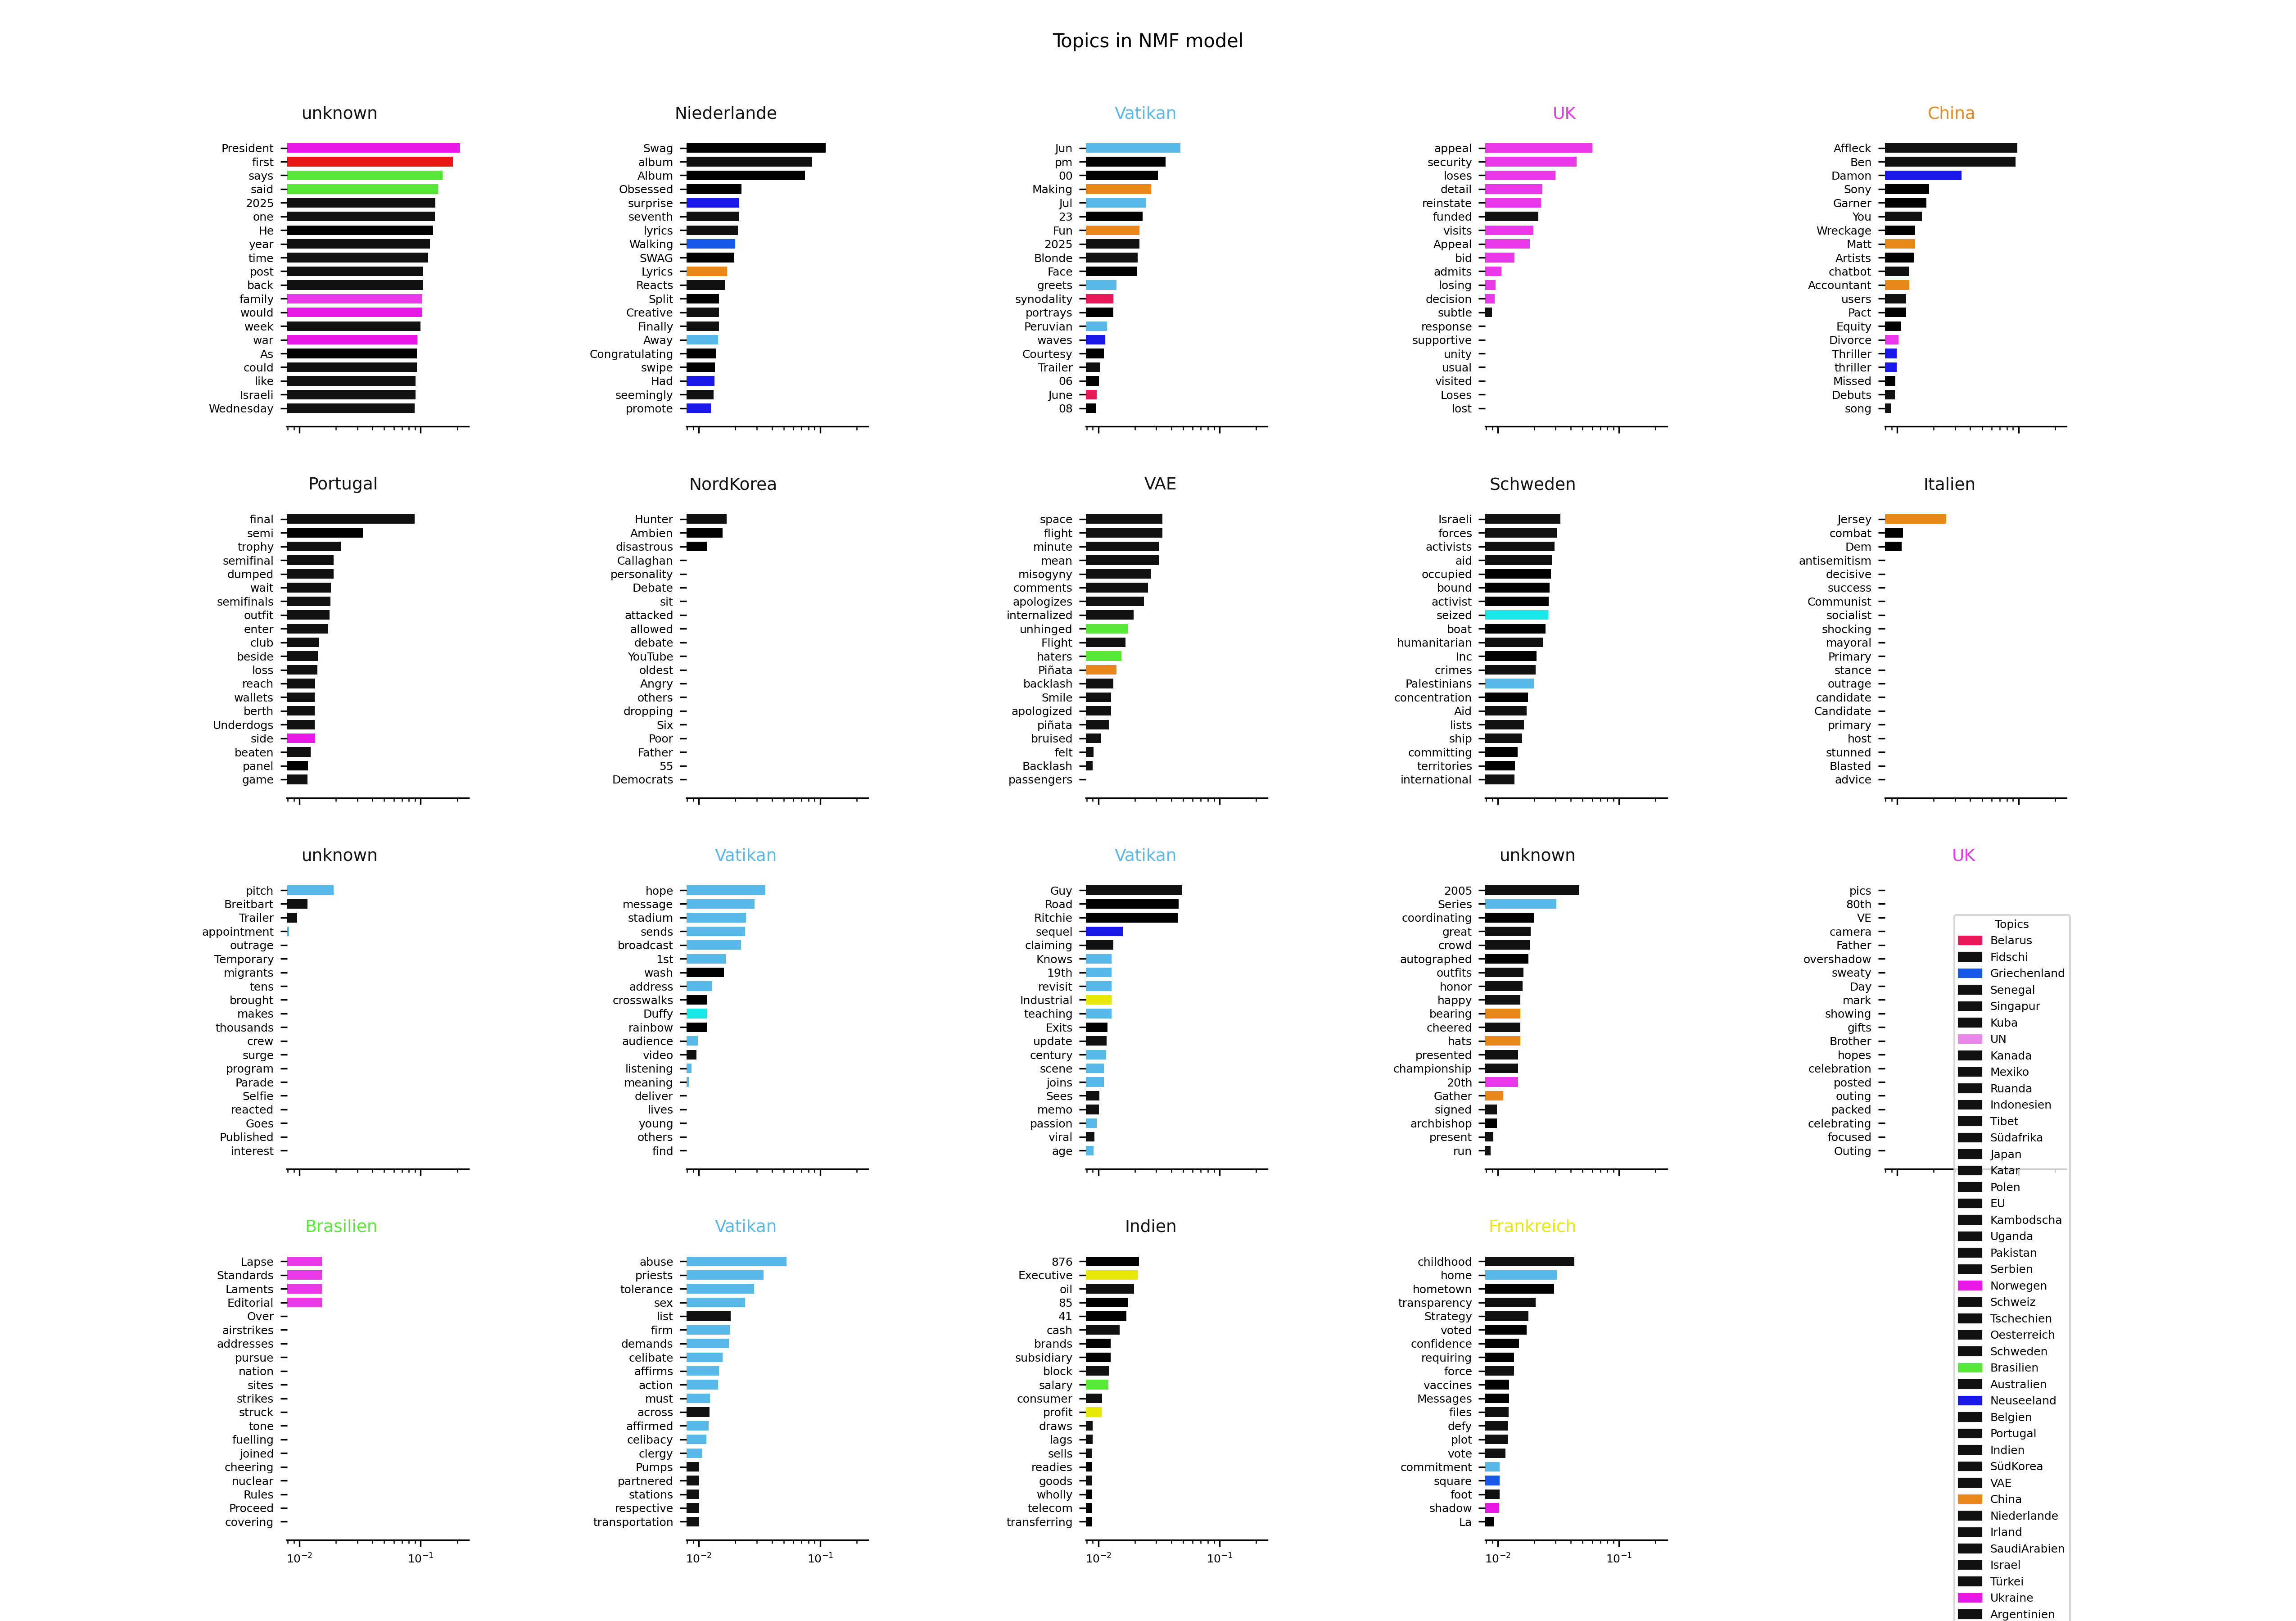 Topics in NMF model
unknown
President
first
says
said
2025
one
He
year
time
post
back
family
would
week
war
As
could
like
Israeli
Wednesday
Niederlande
Swag
album
Album
Obsessed
surprise
seventh
lyrics
Walking
SWAG
Lyrics
Reacts
Split
Creative
Finally
Away
Congratulating
swipe
Had
seemingly
promote
Vatikan
Jun
pm
00
Making
Jul
23
Fun
2025
Blonde
Face
greets
synodality
portrays
Peruvian
waves
Courtesy
Trailer
06
June
08
UK
appeal
security
loses
detail
reinstate
funded
visits
Appeal
bid
admits
losing
decision
subtle
response
supportive
unity
usual
visited
Loses
lost
China
Affleck
Ben
Damon
Sony
Garner
You
Wreckage
Matt
Artists
chatbot
Accountant
users
Pact
Equity
Divorce
Thriller
thriller
Missed
Debuts
song
Portugal
final
semi
trophy
semifinal
dumped
wait
semifinals
outfit
enter
club
beside
loss
reach
wallets
berth
Underdogs
side
beaten
panel
game
NordKorea
Hunter
Ambien
disastrous
Callaghan
personality
Debate
sit
attacked
allowed
debate
YouTube
oldest
Angry
others
dropping
Six
Poor
Father
55
Democrats
VAE
space
flight
minute
mean
misogyny
comments
apologizes
internalized
unhinged
Flight
haters
Piñata
backlash
Smile
apologized
piñata
bruised
felt
Backlash
passengers
Schweden
Israeli
forces
activists
aid
occupied
bound
activist
seized
boat
humanitarian
Inc
crimes
Palestinians
concentration
Aid
lists
ship
committing
territories
international
Italien
Jersey
combat
Dem
antisemitism
decisive
success
Communist
socialist
shocking
mayoral
Primary
stance
outrage
candidate
Candidate
primary
host
stunned
Blasted
advice
unknown
pitch
Breitbart
Trailer
appointment
outrage
Temporary
migrants
tens
brought
makes
thousands
crew
surge
program
Parade
Selfie
reacted
Goes
Published
interest
Vatikan
hope
message
stadium
sends
broadcast
1st
wash
address
crosswalks
Duffy
rainbow
audience
video
listening
meaning
deliver
lives
young
others
find
Vatikan
Guy
Road
Ritchie
sequel
claiming
Knows
19th
revisit
Industrial
teaching
Exits
update
century
scene
joins
Sees
memo
passion
viral
age
unknown
2005
Series
coordinating
great
crowd
autographed
outfits
honor
happy
bearing
cheered
hats
presented
championship
20th
Gather
signed
archbishop
present
run
UK
pics
80th
VE
camera
Father
overshadow
sweaty
Day
mark
showing
gifts
Brother
hopes
celebration
posted
outing
packed
celebrating
focused
Outing
Brasilien
Lapse
Standards
Laments
Editorial
Over
airstrikes
addresses
pursue
nation
sites
strikes
struck
tone
fuelling
joined
cheering
nuclear
Rules
Proceed
covering
10⁻² 10⁻¹
Vatikan
abuse
priests
tolerance
sex
list
firm
demands
celibate
affirms
action
must
across
affirmed
celibacy
clergy
Pumps
partnered
stations
respective
transportation
10⁻² 10⁻¹
Indien
876
Executive
oil
85
41
cash
brands
subsidiary
block
salary
consumer
profit
draws
lags
sells
readies
goods
wholly
telecom
transferring
10⁻² 10⁻¹
Frankreich
childhood
home
hometown
transparency
Strategy
voted
confidence
requiring
force
vaccines
Messages
files
defy
plot
vote
commitment
square
foot
shadow
La
10⁻² 10⁻¹
Topics
Belarus
Fidschi
Griechenland
Senegal
Singapur
Kuba
UN
Kanada
Mexiko
Ruanda
Indonesien
Tibet
Südafrika
Japan
Katar
Polen
EU
Kambodscha
Uganda
Pakistan
Serbien
Norwegen
Schweiz
Tschechien
Oesterreich
Schweden
Brasilien
Australien
Neuseeland
Belgien
Portugal
Indien
SüdKorea
VAE
China
Niederlande
Irland
SaudiArabien
Israel
Türkei
Ukraine
Argentinien